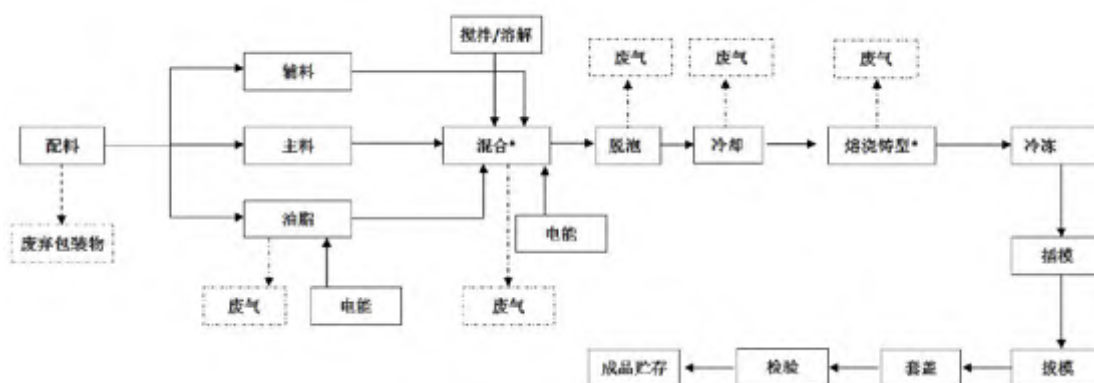 搅拌/溶解
废气
废气
废气
辅料
配料
主料
混合*
脱泡
冷却
熔浇铸型*
冷冻
油脂
电能
废弃包装物
插模
废气
电能
废气
成品贮存
检验
套盖
拔模